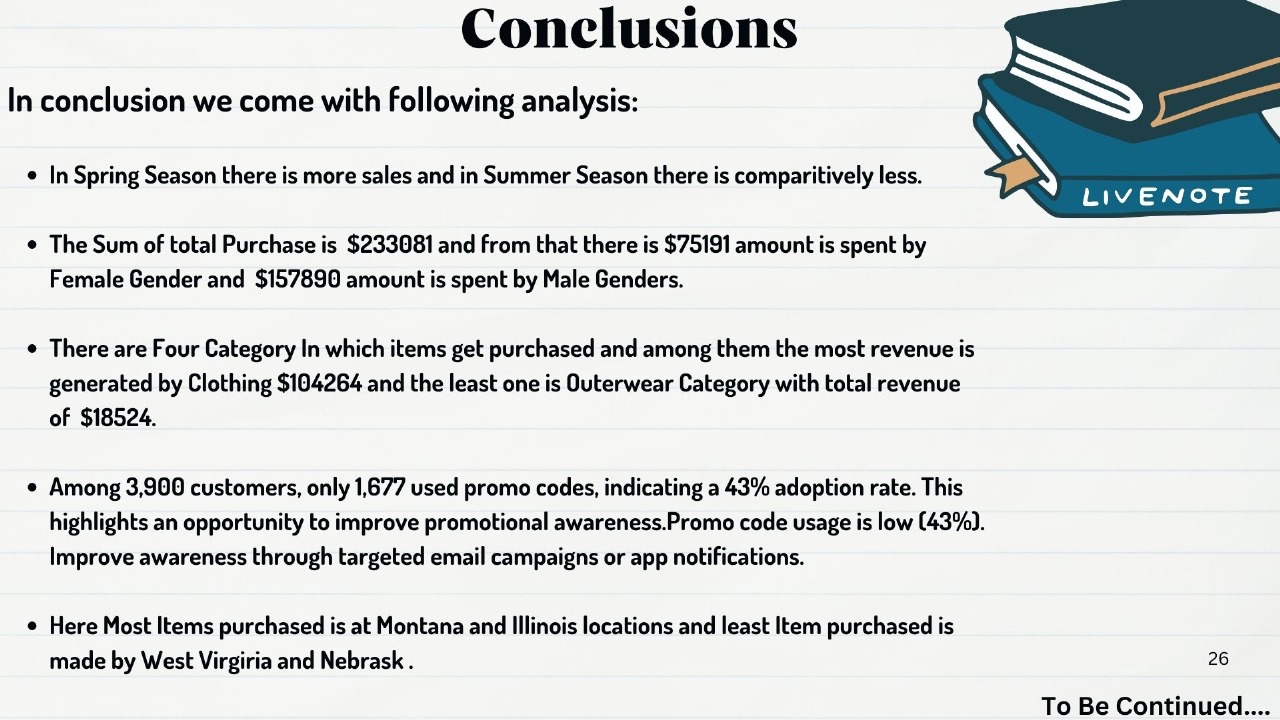 Conclusions
In conclusion we come with following analysis:
LIVENOTE
• In Spring Season there is more sales and in Summer Season there is comparitively less.
• The Sum of total Purchase is  $233081 and from that there is $75191 amount is spent by
Female Gender and  $157890 amount is spent by Male Genders.
• There are Four Category In which items get purchased and among them the most revenue is
generated by Clothing $104264 and the least one is Outerwear Category with total revenue
of  $18524.
• Among 3,900 customers, only 1,677 used promo codes, indicating a 43% adoption rate. This
highlights an opportunity to improve promotional awareness.Promo code usage is low (43%).
Improve awareness through targeted email campaigns or app notifications.
• Here Most Items purchased is at Montana and Illinois locations and least Item purchased is
made by West Virgiria and Nebrask .
26
To Be Continued....